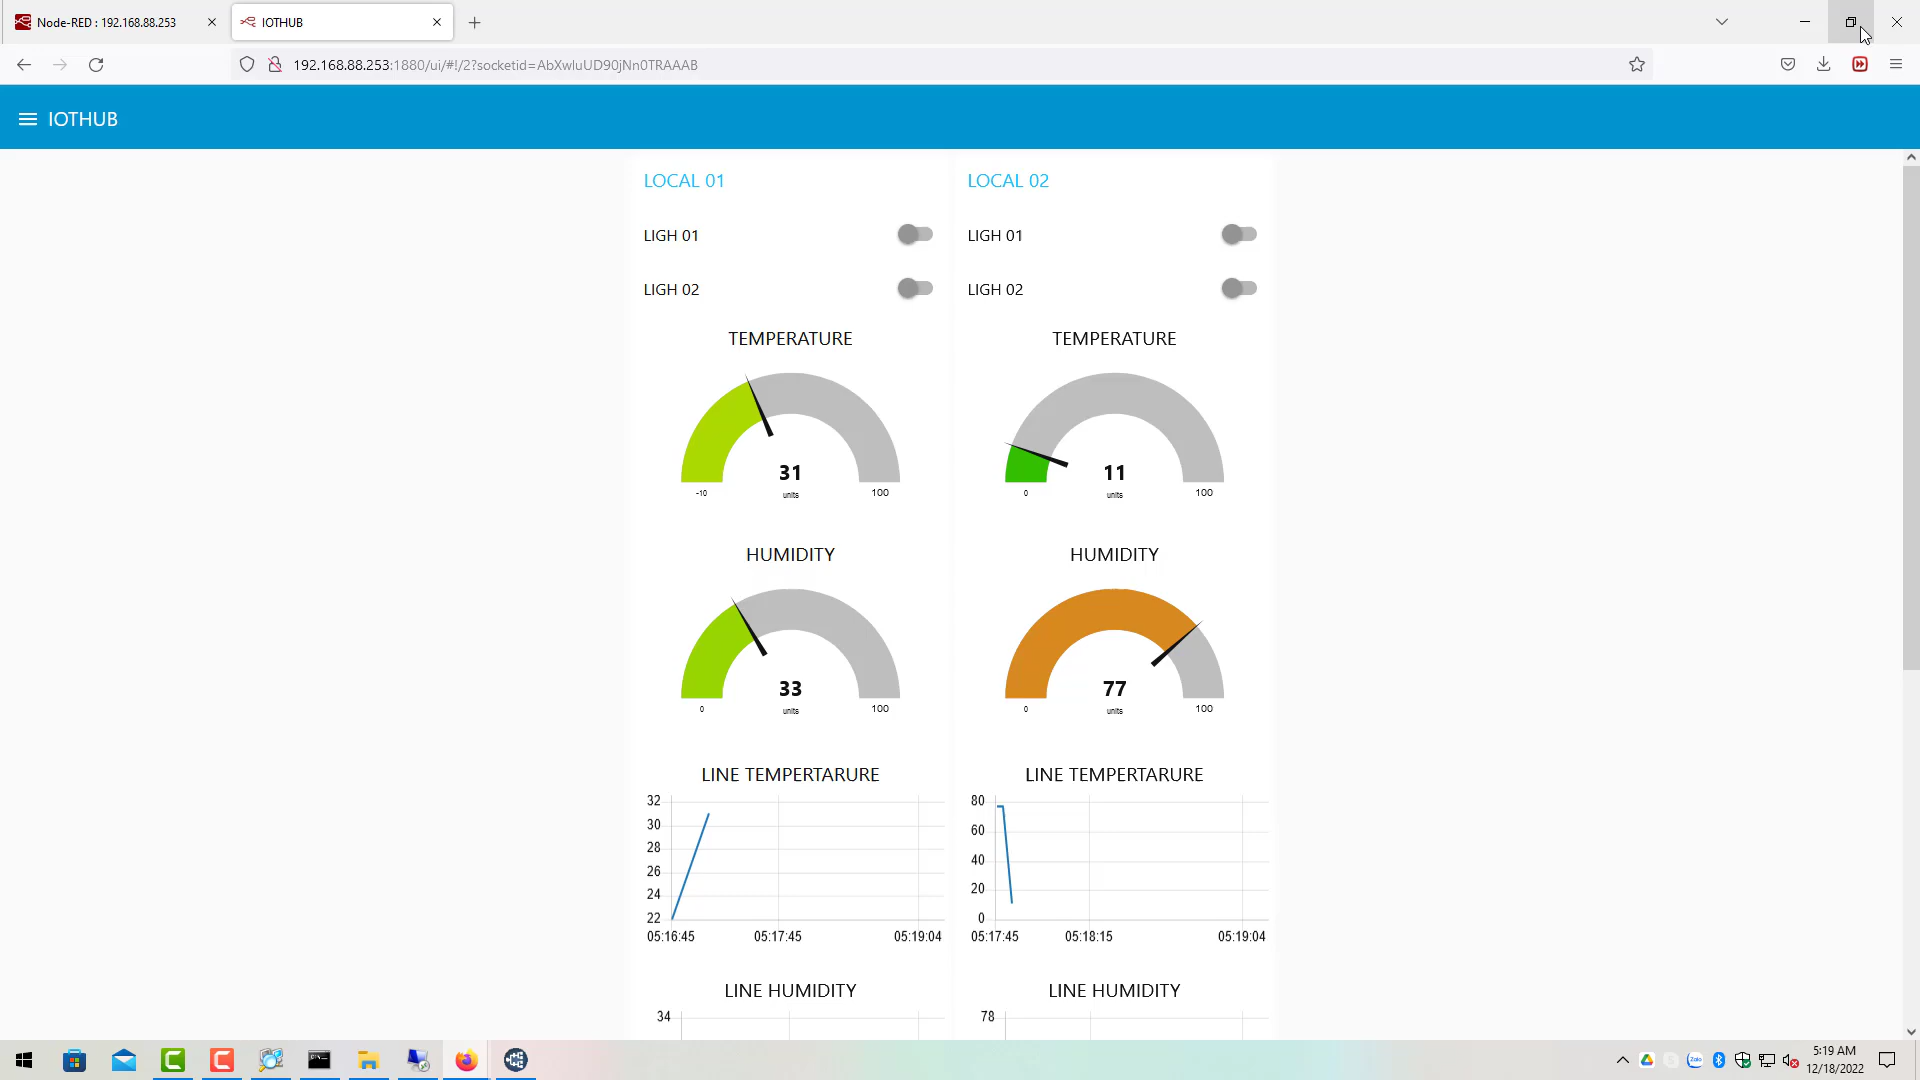 Node-RED : 192.168.88.253
IOTHUB
192.168.88.253:1880/ui/#!/2?socketid=AbXwluUD90jNn0TRAAAB
IOTHUB
LOCAL 01
LIGH 01
LIGH 02
TEMPERATURE
31
units
-10
100
HUMIDITY
33
units
0
100
LINE TEMPERTARURE
32
30
28
26
24
22
05:16:45
05:17:45
05:19:04
LINE HUMIDITY
34
LOCAL 02
LIGH 01
LIGH 02
TEMPERATURE
11
units
0
100
HUMIDITY
77
units
0
100
LINE TEMPERTARURE
80
60
40
20
0
05:17:45
05:18:15
05:19:04
LINE HUMIDITY
78
Zalo
5:19 AM
12/18/2022